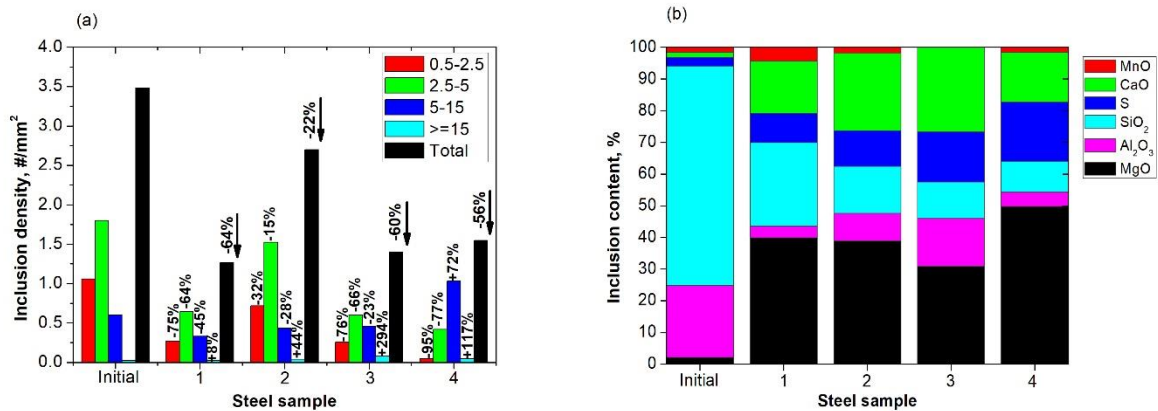 (a)
4.0
3.5
3.0
2.5
2.0
1.5
1.0
0.5
0.0
Inclusion density, #/mm²
0.5-2.5
2.5-5
5-15
>=15
Total
-75%
-64%
-45%
+8%
-64%
-32%
-15%
-28%
+44%
-22%
-76%
-66%
-23%
+294%
-60%
-95%
-77%
+72%
+117%
-56%
Initial 1 2 3 4
Steel sample
(b)
100
90
80
70
60
50
40
30
20
10
0
Inclusion content, %
MnO
CaO
S
SiO₂
Al₂O₃
MgO
Initial 1 2 3 4
Steel sample